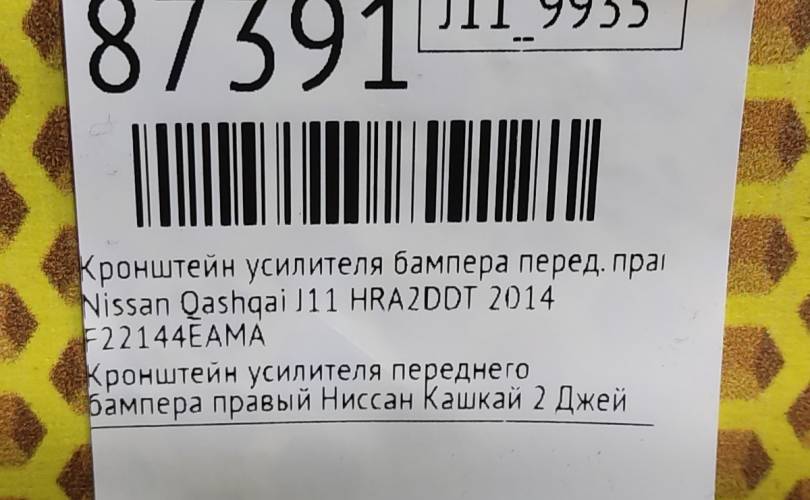 87391
J11_9935
Кронштейн усилителя бампера перед. пра
Nissan Qashqai J11 HRA2DDT 2014
F22144EAMA
Кронштейн усилителя переднего
бампера правый Ниссан Кашкай 2 Джей